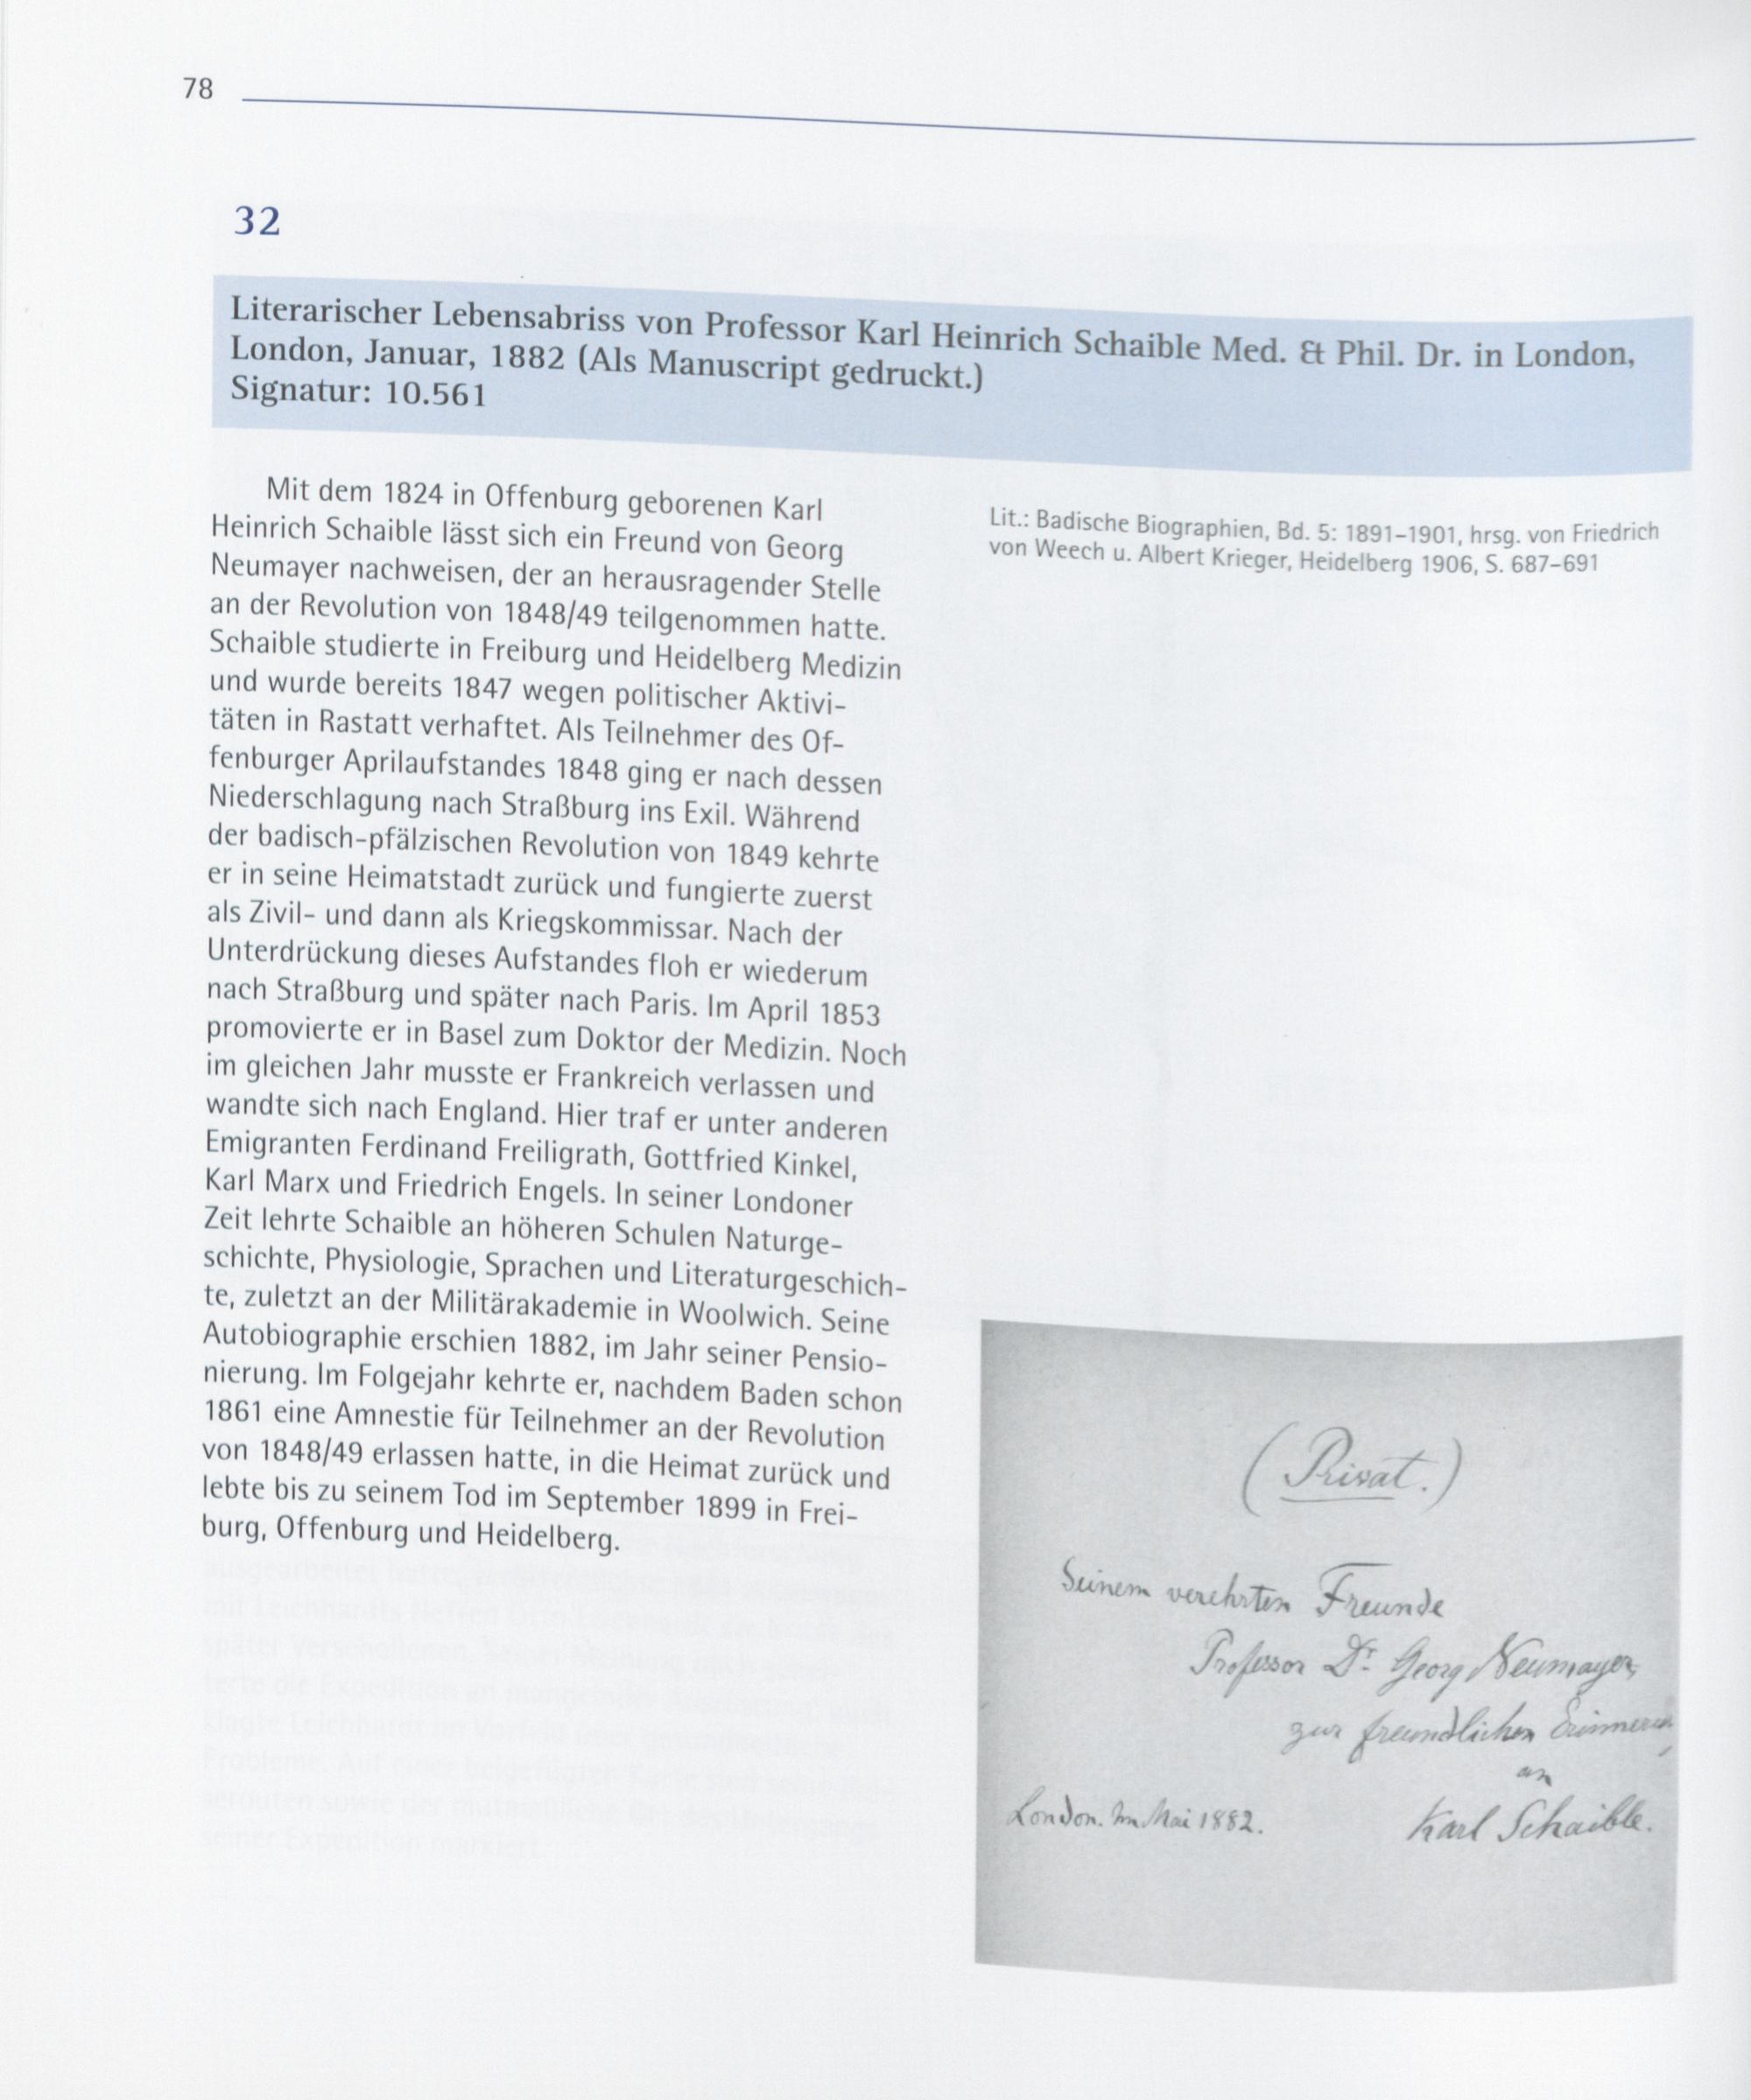 78
32
Literarischer Lebensabriss von Professor Karl Heinrich Schaible Med. & Phil. Dr. in London,
London, Januar, 1882 (Als Manuscript gedruckt.)
Signatur: 10.561
Mit dem 1824 in Offenburg geborenen Karl
Heinrich Schaible lässt sich ein Freund von Georg
Neumayer nachweisen, der an herausragender Stelle
an der Revolution von 1848/49 teilgenommen hatte.
Schaible studierte in Freiburg und Heidelberg Medizin
und wurde bereits 1847 wegen politischer Aktivi-
täten in Rastatt verhaftet. Als Teilnehmer des Of-
fenburger Aprilaufstandes 1848 ging er nach dessen
Niederschlagung nach Straßburg ins Exil. Während
der badisch-pfälzischen Revolution von 1849 kehrte
er in seine Heimatstadt zurück und fungierte zuerst
als Zivil- und dann als Kriegskommissar. Nach der
Unterdrückung dieses Aufstandes floh er wiederum
nach Straßburg und später nach Paris. Im April 1853
promovierte er in Basel zum Doktor der Medizin. Noch
im gleichen Jahr musste er Frankreich verlassen und
wandte sich nach England. Hier traf er unter anderen
Emigranten Ferdinand Freiligrath, Gottfried Kinkel,
Karl Marx und Friedrich Engels. In seiner Londoner
Zeit lehrte Schaible an höheren Schulen Naturge-
schichte, Physiologie, Sprachen und Literaturgeschich-
te, zuletzt an der Militärakademie in Woolwich. Seine
Autobiographie erschien 1882, im Jahr seiner Pensio-
nierung. Im Folgejahr kehrte er, nachdem Baden schon
1861 eine Amnestie für Teilnehmer an der Revolution
von 1848/49 erlassen hatte, in die Heimat zurück und
lebte bis zu seinem Tod im September 1899 in Frei-
burg, Offenburg und Heidelberg.
Lit.: Badische Biographien, Bd. 5: 1891-1901, hrsg. von Friedrich
von Weech u. Albert Krieger, Heidelberg 1906, S. 687-691
(Privat.)
Seinem verehrten Freunde
Professor Dr. Georg Neumayer,
zur freundlichen
an
London. Im Mai 1882.
Karl Schaible.